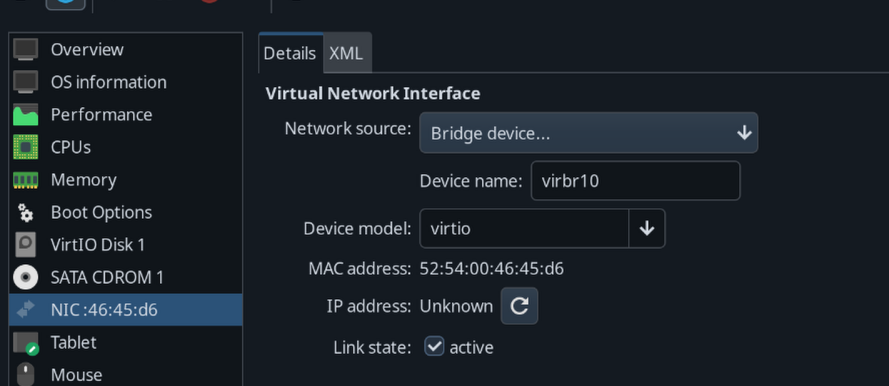 Overview
OS information
Performance
CPUs
Memory
Boot Options
VirtIO Disk 1
SATA CDROM 1
NIC :46:45:d6
Tablet
Mouse
Details XML
Virtual Network Interface
Network source: Bridge device...
Device name: virbr10
Device model: virtio
MAC address: 52:54:00:46:45:d6
IP address: Unknown
Link state: active